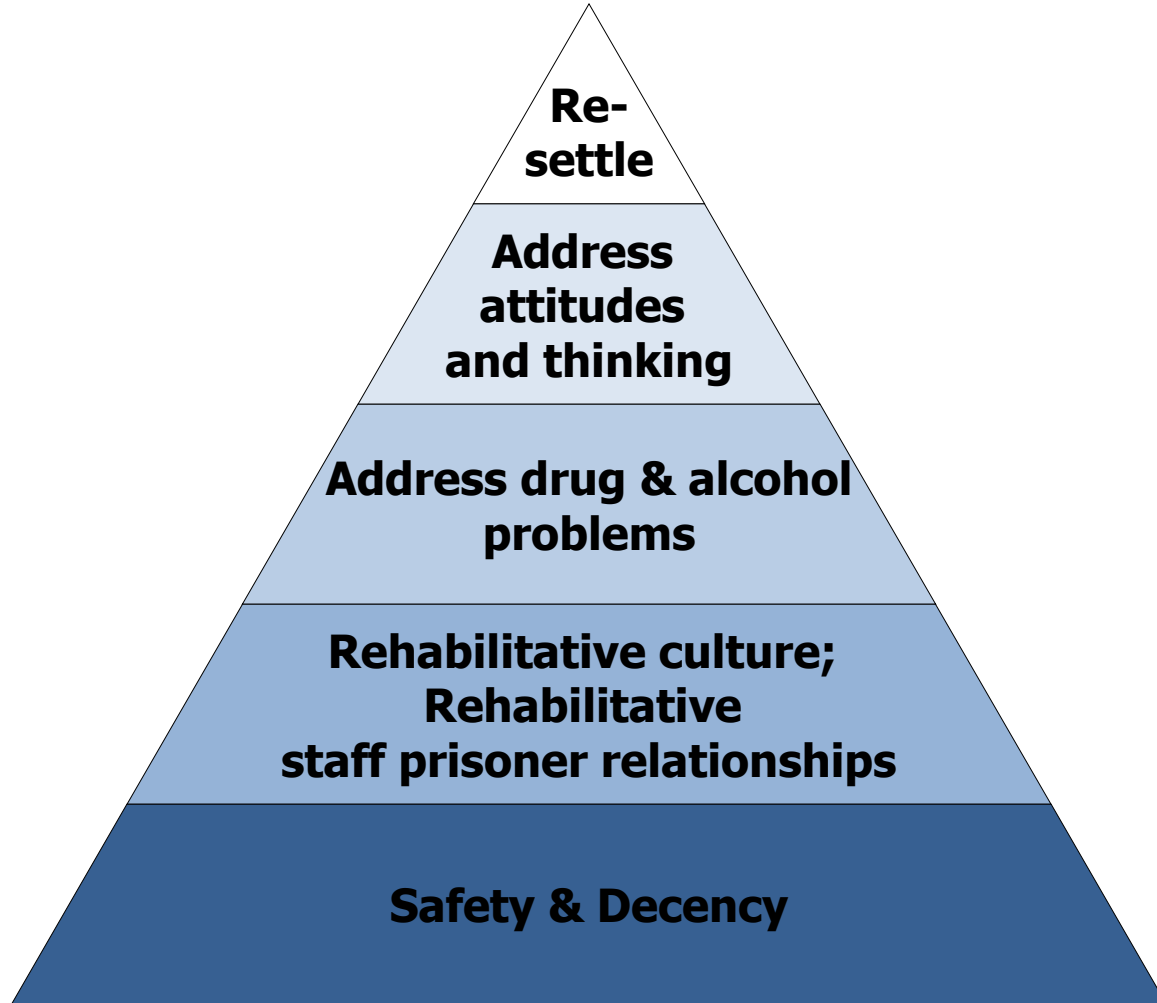 Re-
settle
Address
attitudes
and thinking
Address drug & alcohol
problems
Rehabilitative culture;
Rehabilitative
staff prisoner relationships
Safety & Decency